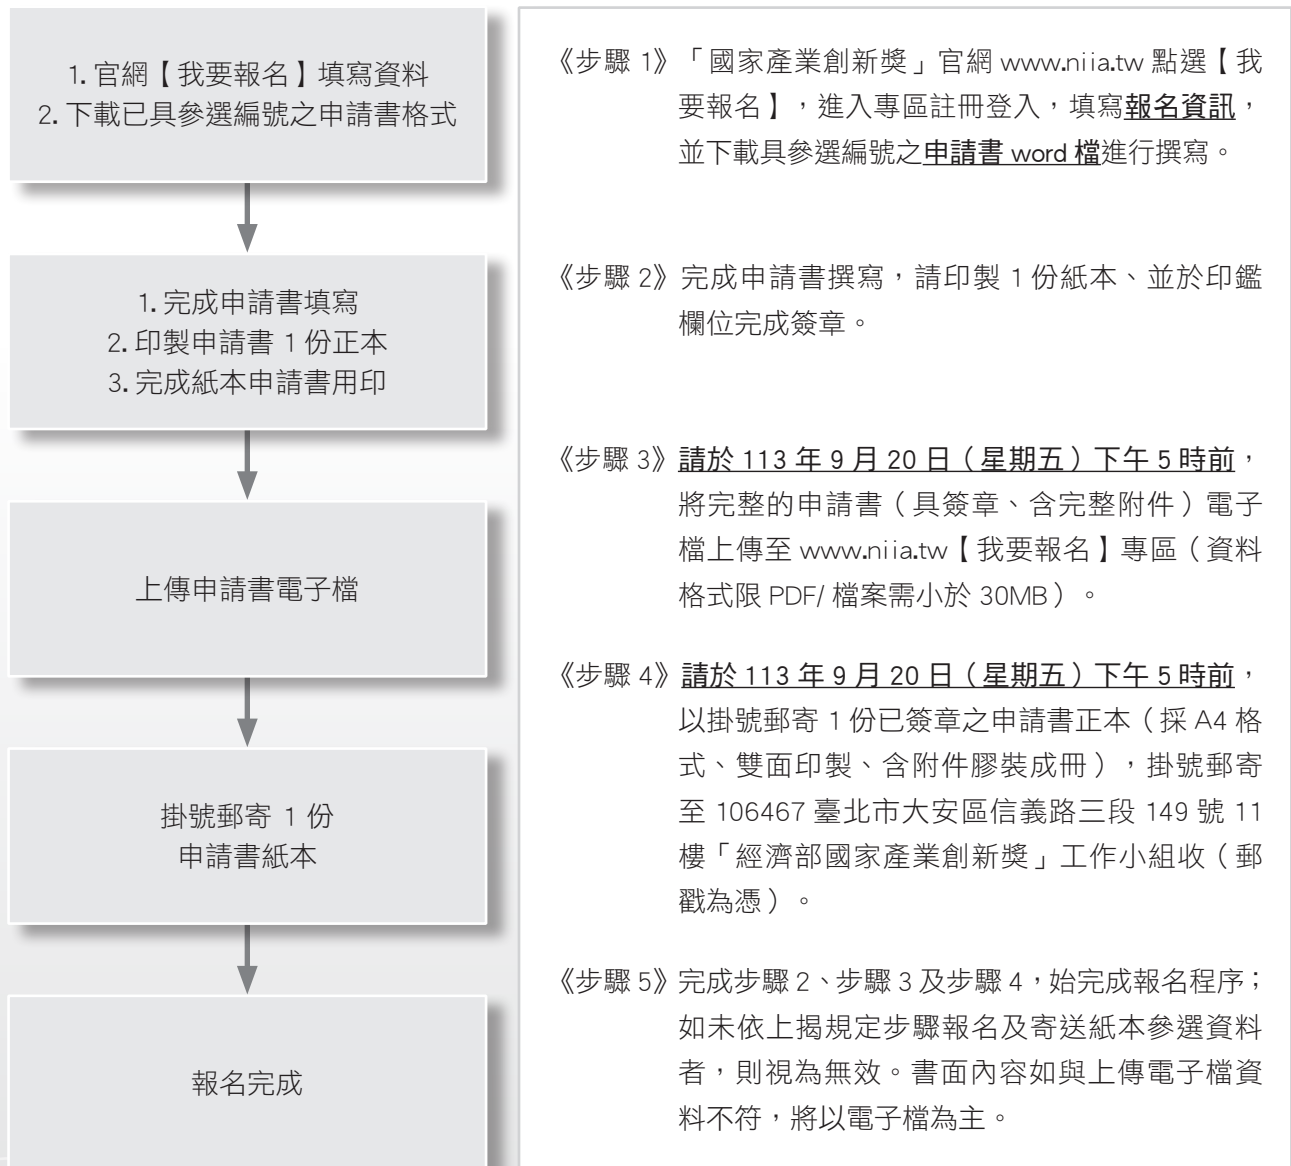 1. 官網【我要報名】填寫資料
2. 下載已具參選編號之申請書格式
1. 完成申請書填寫
2. 印製申請書 1 份正本
3. 完成紙本申請書用印
上傳申請書電子檔
掛號郵寄 1 份
申請書紙本
報名完成
《步驟 1》「國家產業創新獎」官網 www.niia.tw 點選【我
要報名】，進入專區註冊登入，填寫報名資訊，
並下載具參選編號之申請書 word 檔進行撰寫。
《步驟 2》完成申請書撰寫，請印製 1 份紙本、並於印鑑
欄位完成簽章。
《步驟 3》請於 113 年 9 月 20 日（星期五）下午 5 時前，
將完整的申請書（具簽章、含完整附件）電子
檔上傳至 www.niia.tw【我要報名】專區（資料
格式限 PDF/ 檔案需小於 30MB）。
《步驟 4》請於 113 年 9 月 20 日（星期五）下午 5 時前，
以掛號郵寄 1 份已簽章之申請書正本（採 A4 格
式、雙面印製、含附件膠裝成冊），掛號郵寄
至 106467 臺北市大安區信義路三段 149 號 11
樓「經濟部國家產業創新獎」工作小組收（郵
戳為憑）。
《步驟 5》完成步驟 2、步驟 3 及步驟 4，始完成報名程序；
如未依上揭規定步驟報名及寄送紙本參選資料
者，則視為無效。書面內容如與上傳電子檔資
料不符，將以電子檔為主。